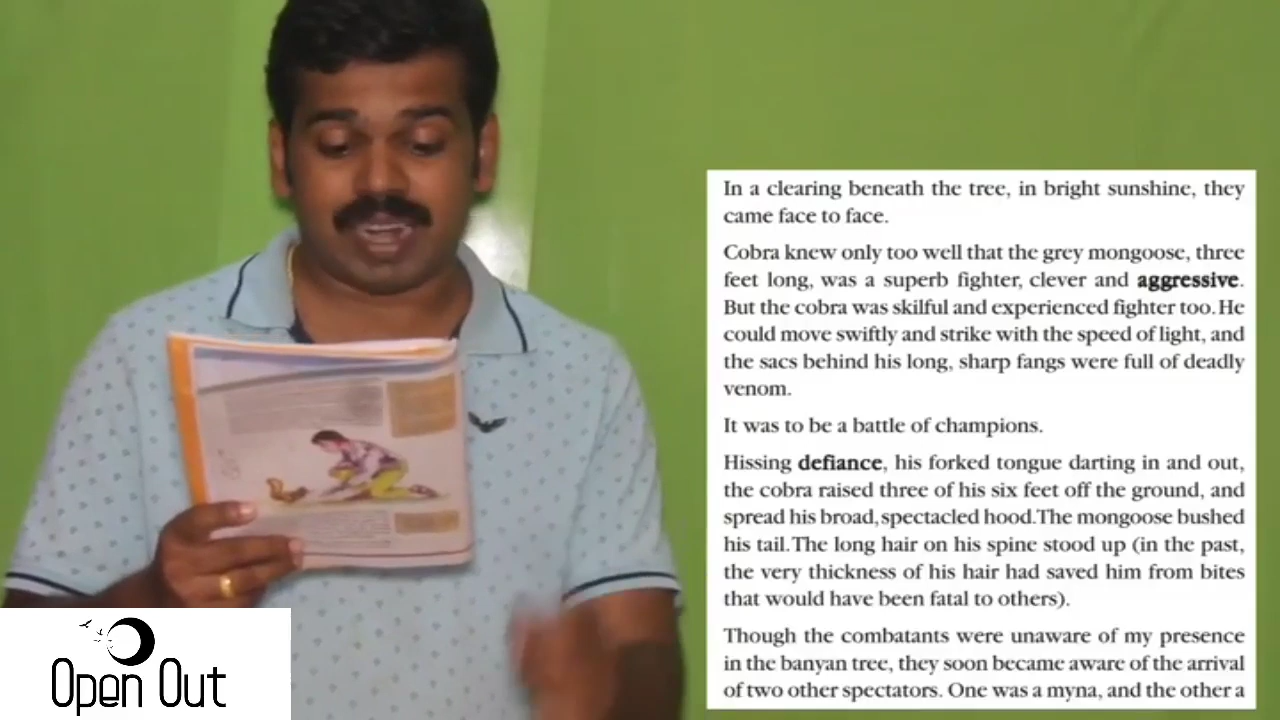 In a clearing beneath the tree, in bright sunshine, they
came face to face.
Cobra knew only too well that the grey mongoose, three
feet long, was a superb fighter, clever and aggressive.
But the cobra was skilful and experienced fighter too. He
could move swiftly and strike with the speed of light, and
the sacs behind his long, sharp fangs were full of deadly
venom.
It was to be a battle of champions.
Hissing defiance, his forked tongue darting in and out,
the cobra raised three of his six feet off the ground, and
spread his broad, spectacled hood. The mongoose bushed
his tail. The long hair on his spine stood up (in the past,
the very thickness of his hair had saved him from bites
that would have been fatal to others).
Though the combatants were unaware of my presence
in the banyan tree, they soon became aware of the arrival
of two other spectators. One was a myna, and the other a
Open Out